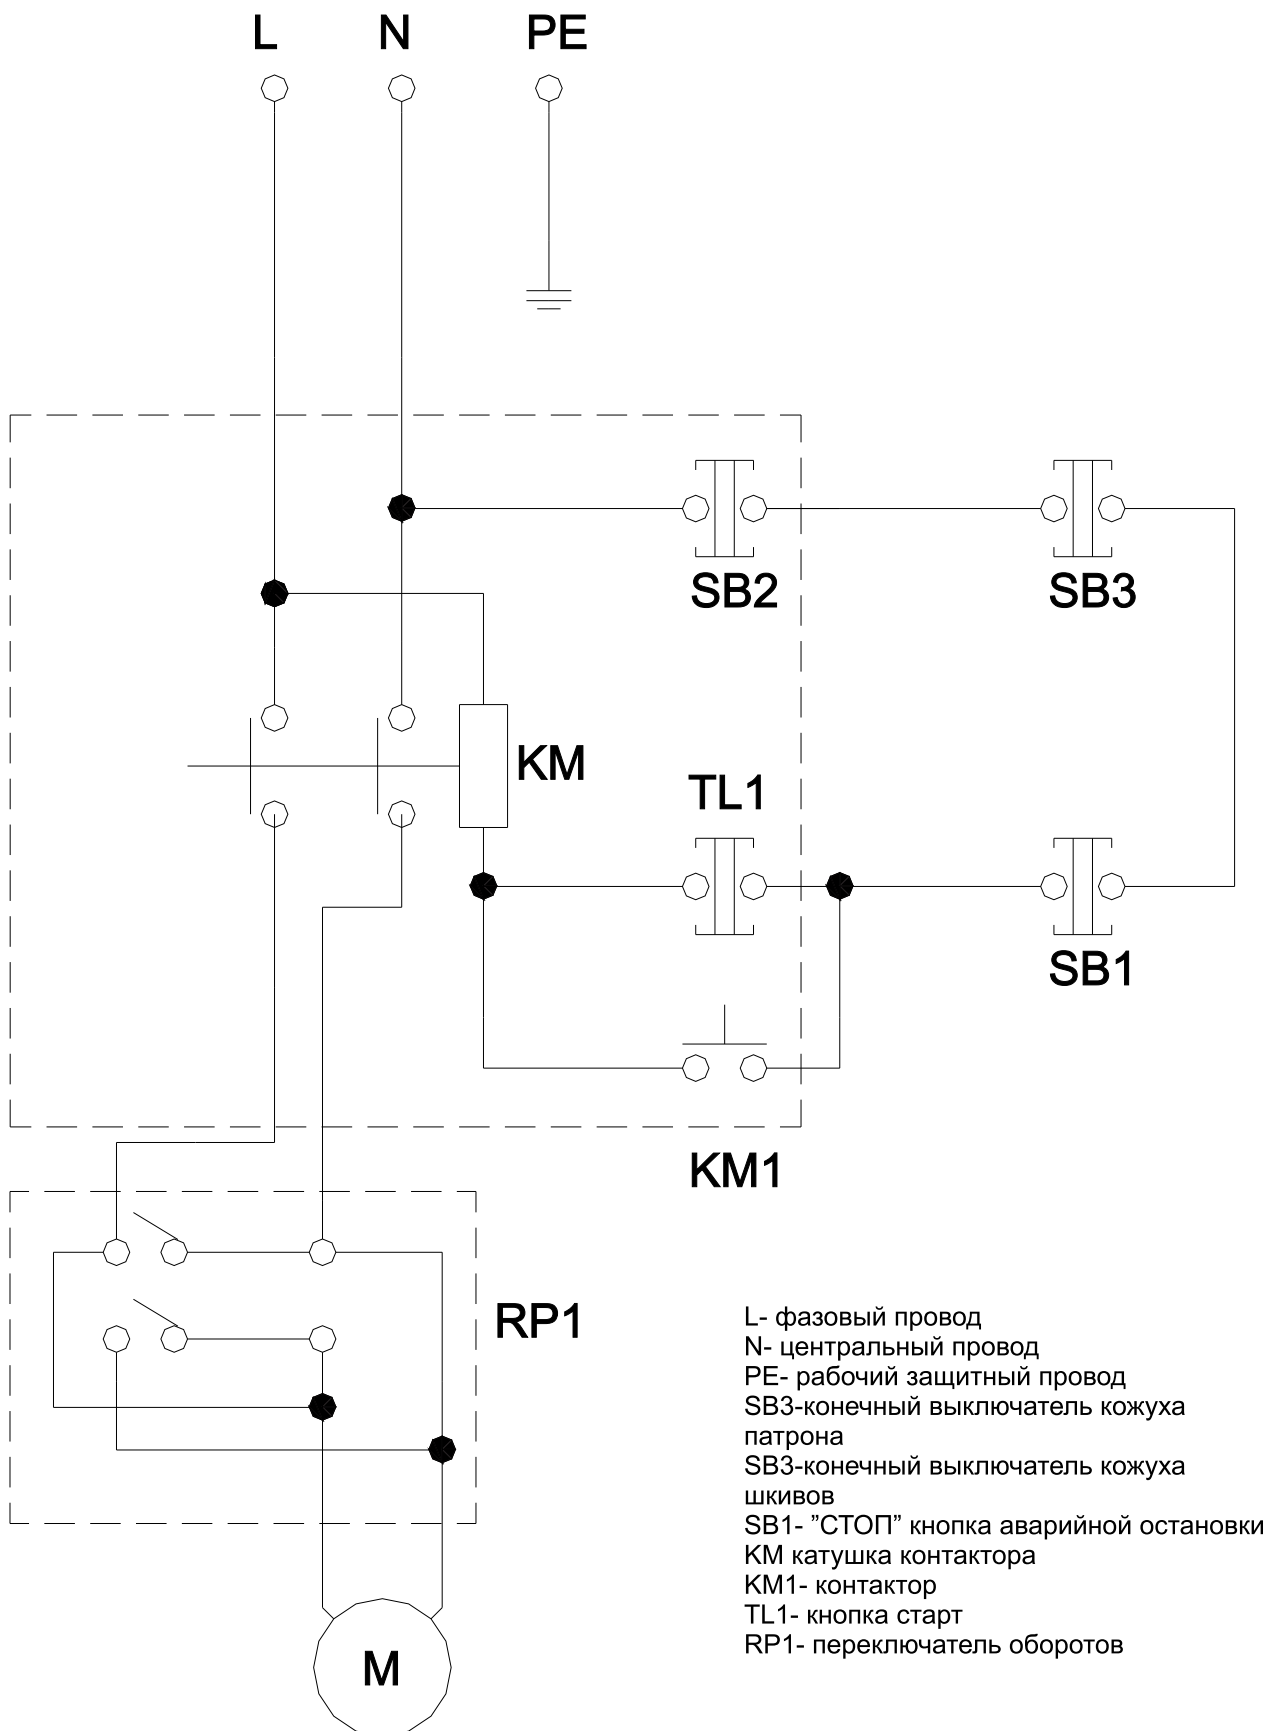 L N PE
SB2 SB3
KM
TL1
SB1
KM1
RP1
L- фазовый провод
N- центральный провод
PE- рабочий защитный провод
SB3-конечный выключатель кожуха
патрона
SB3-конечный выключатель кожуха
шкивов
SB1- ”СТОП” кнопка аварийной остановки
KM катушка контактора
KM1- контактор
TL1- кнопка старт
RP1- переключатель оборотов
M